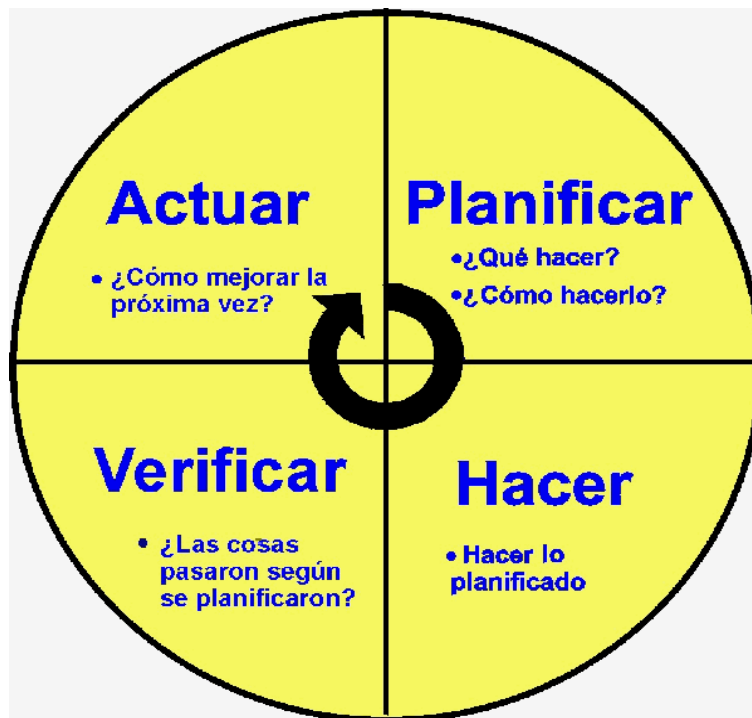 Actuar
• ¿Cómo mejorar la
próxima vez?
Planificar
•¿Qué hacer?
•¿Cómo hacerlo?
Verificar
• ¿Las cosas
pasaron según
se planificaron?
Hacer
• Hacer lo
planificado